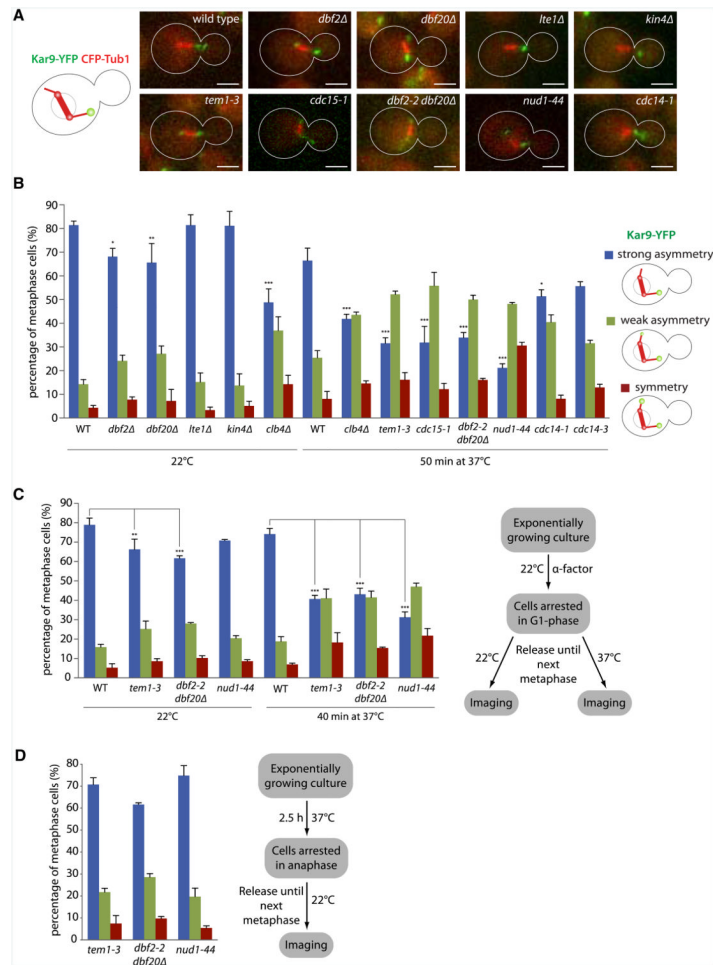 A
Kar9-YFP CFP-Tub1
wild type
dbf2Δ
dbf20Δ
lte1Δ
kin4Δ
tem1-3
cdc15-1
dbf2-2 dbf20Δ
nud1-44
cdc14-1
B
percentage of metaphase cells (%)
90
80
70
60
50
40
30
20
10
0
*
**
***
***
***
***
***
***
*
WT
dbf2Δ
dbf20Δ
lte1Δ
kin4Δ
clb4Δ
WT
clb4Δ
tem1-3
cdc15-1
dbf2-2
dbf20Δ
nud1-44
cdc14-1
cdc14-3
22°C
50 min at 37°C
Kar9-YFP
strong asymmetry
weak asymmetry
symmetry
C
percentage of metaphase cells (%)
90
80
70
60
50
40
30
20
10
0
**
***
***
***
***
WT
tem1-3
dbf2-2
dbf20Δ
nud1-44
WT
tem1-3
dbf2-2
dbf20Δ
nud1-44
22°C
40 min at 37°C
Exponentially
growing culture
22°C
α-factor
Cells arrested
in G1-phase
22°C
Release until
next
metaphase
37°C
Imaging
Imaging
D
percentage of metaphase cells (%)
80
70
60
50
40
30
20
10
0
tem1-3
dbf2-2
dbf20Δ
nud1-44
Exponentially
growing culture
2.5 h
37°C
Cells arrested
in anaphase
Release until
next
metaphase
22°C
Imaging